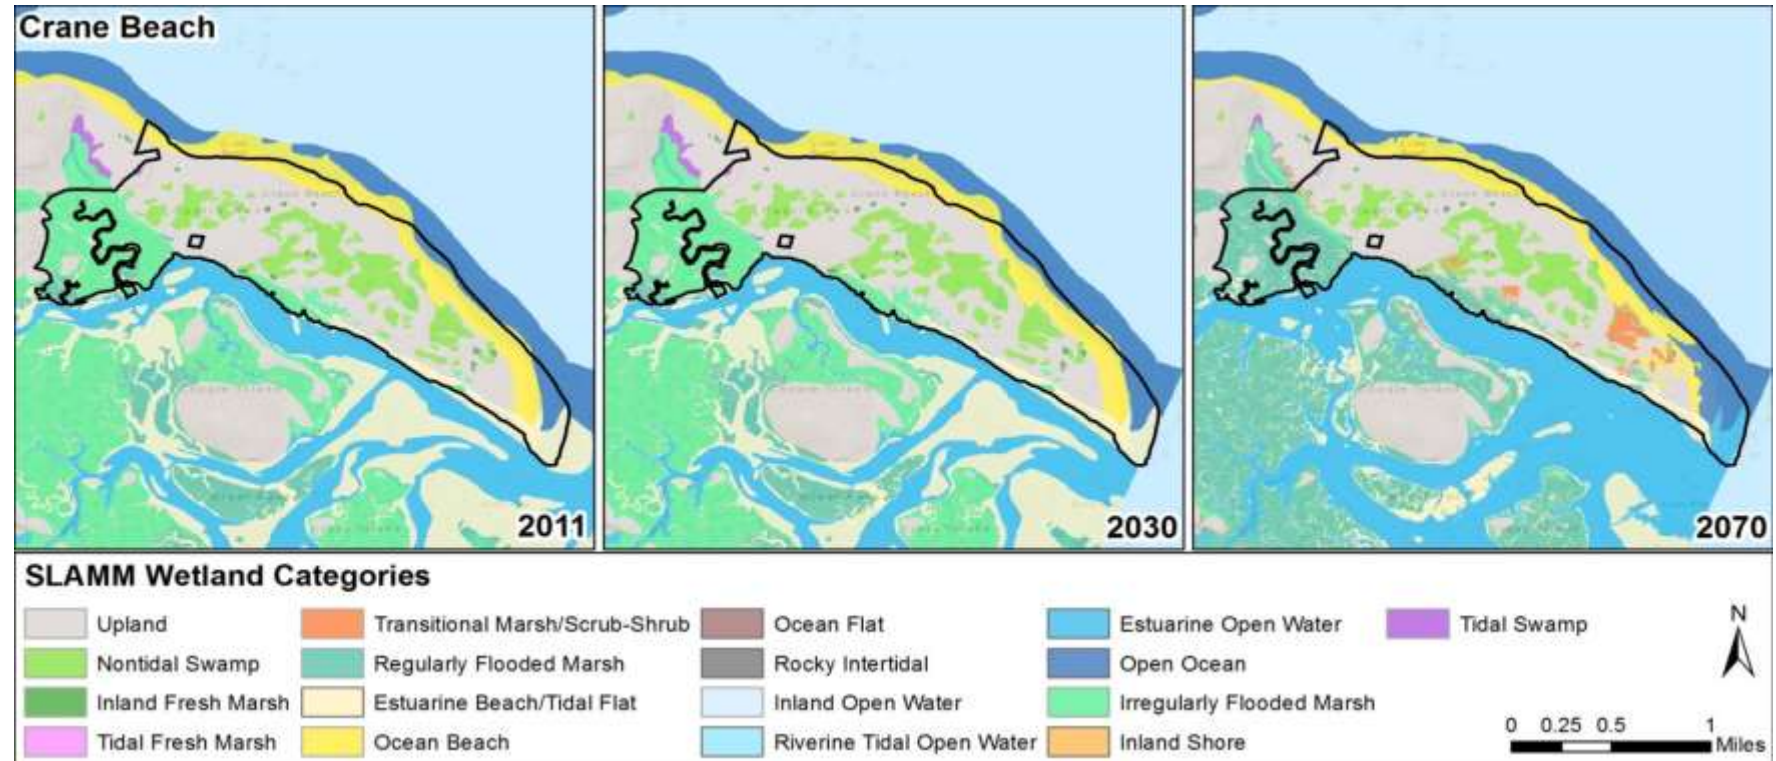 Crane Beach
2011
2030
2070
SLAMM Wetland Categories
Upland
Nontidal Swamp
Inland Fresh Marsh
Tidal Fresh Marsh
Transitional Marsh/Scrub-Shrub
Regularly Flooded Marsh
Estuarine Beach/Tidal Flat
Ocean Beach
Ocean Flat
Rocky Intertidal
Inland Open Water
Riverine Tidal Open Water
Estuarine Open Water
Open Ocean
Irregularly Flooded Marsh
Inland Shore
Tidal Swamp
N
0 0.25 0.5 1
Miles